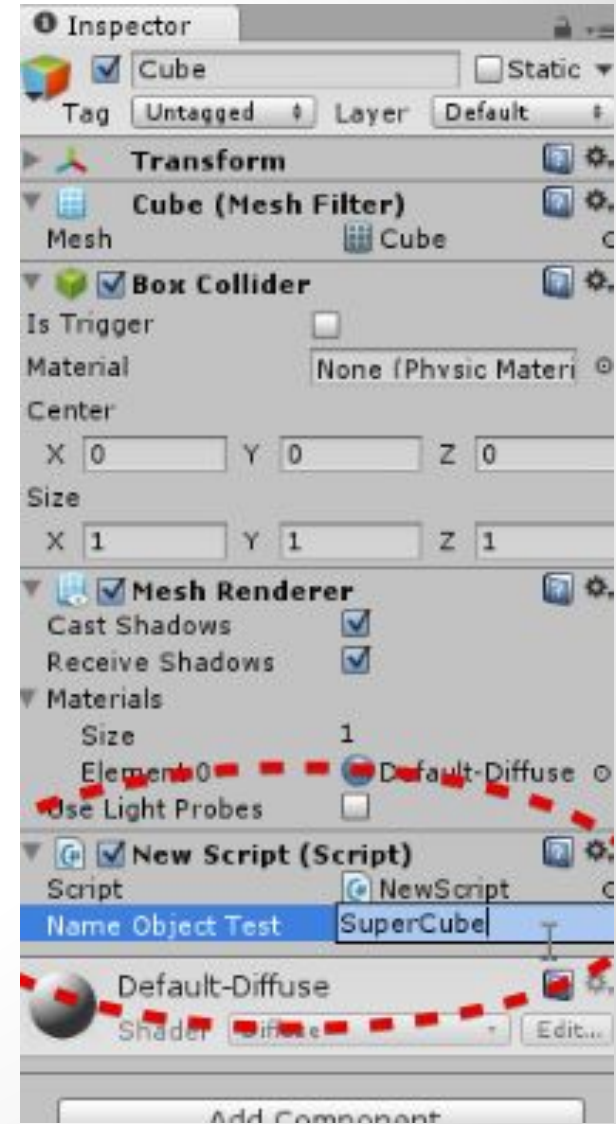 Inspector
Cube Static
Tag Untagged Layer Default
Transform
Cube (Mesh Filter)
Mesh Cube
Box Collider
Is Trigger
Material None (Physic Materi
Center
X 0 Y 0 Z 0
Size
X 1 Y 1 Z 1
Mesh Renderer
Cast Shadows
Receive Shadows
Materials
Size 1
Element 0 Default-Diffuse
Use Light Probes
New Script (Script)
Script NewScript
Name Object Test SuperCube
Default-Diffuse
Shader Diffuse Edit...
Add Component